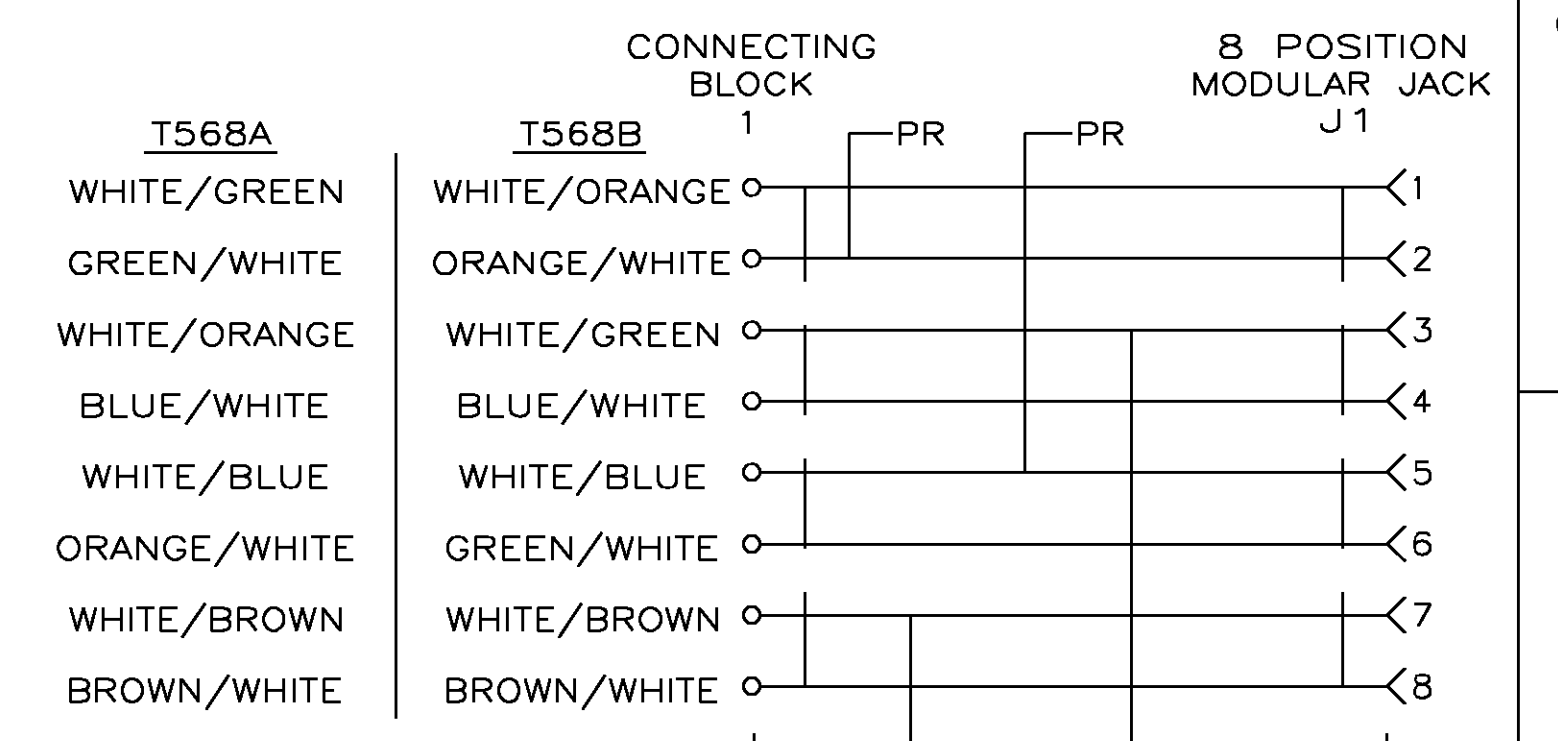 CONNECTING
BLOCK
1
8 POSITION
MODULAR JACK
J1
T568A T568B PR PR
WHITE/GREEN WHITE/ORANGE 1
GREEN/WHITE ORANGE/WHITE 2
WHITE/ORANGE WHITE/GREEN 3
BLUE/WHITE BLUE/WHITE 4
WHITE/BLUE WHITE/BLUE 5
ORANGE/WHITE GREEN/WHITE 6
WHITE/BROWN WHITE/BROWN 7
BROWN/WHITE BROWN/WHITE 8